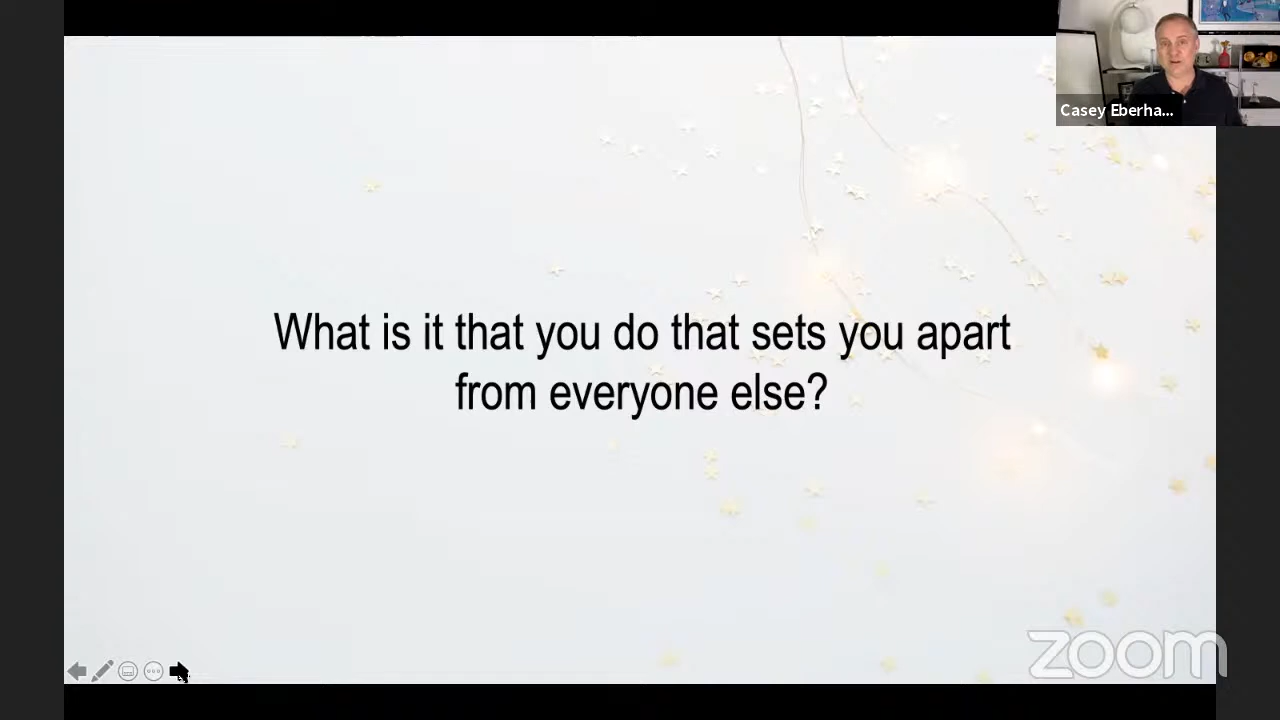 Casey Eberha...
What is it that you do that sets you apart
from everyone else?
zoom